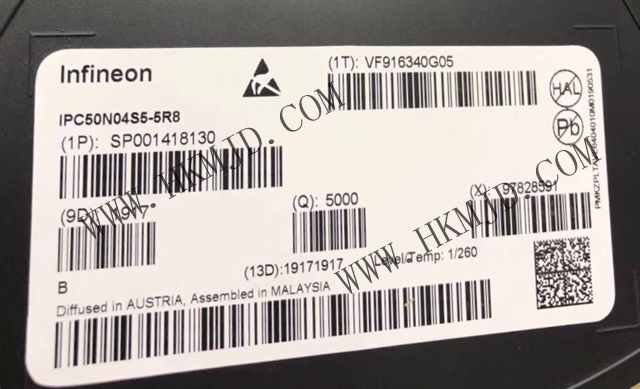 Infineon
(1T): VF916340G05
HAL
Pb
IPC50N04S5-5R8
(1P): SP001418130
(9D): 1917
(Q): 5000
(X): 97828591
(13D): 19171917
Level/Temp: 1/260
B
Diffused in AUSTRIA, Assembled in MALAYSIA
WWW.HKMJD.COM
WWW.HKMJD.COM